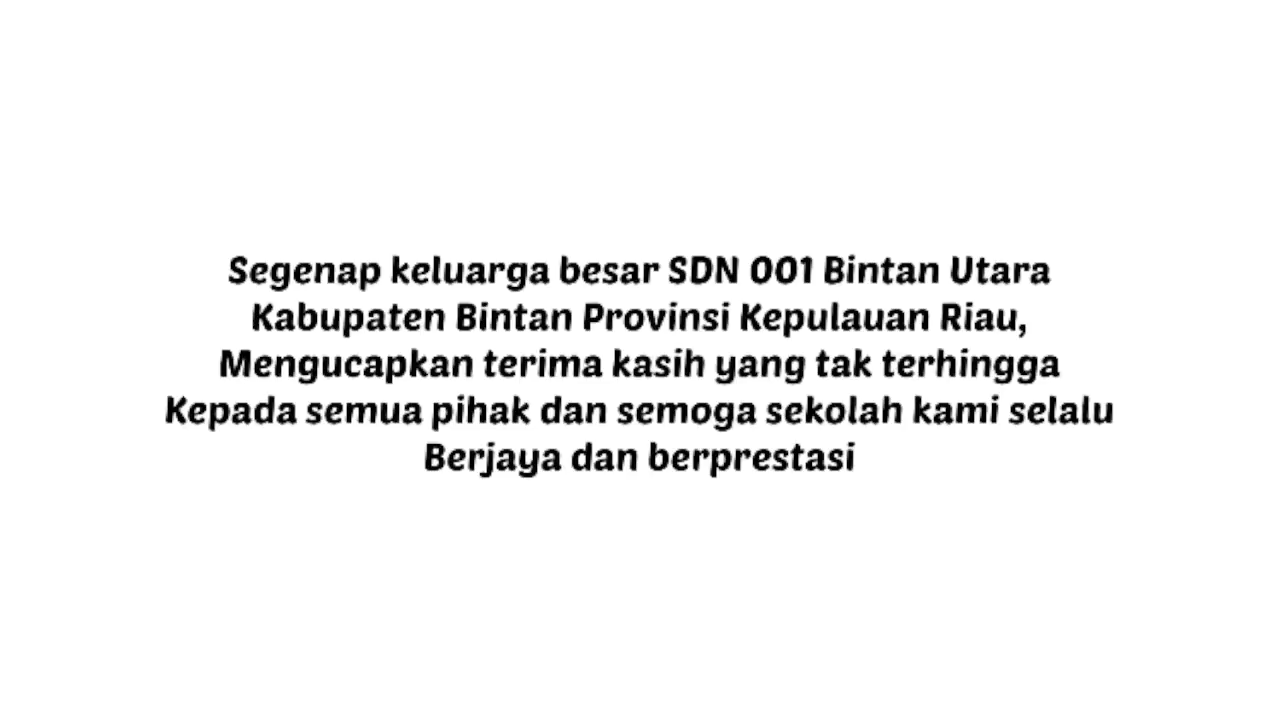 Segenap keluarga besar SDN 001 Bintan Utara
Kabupaten Bintan Provinsi Kepulauan Riau,
Mengucapkan terima kasih yang tak terhingga
Kepada semua pihak dan semoga sekolah kami selalu
Berjaya dan berprestasi